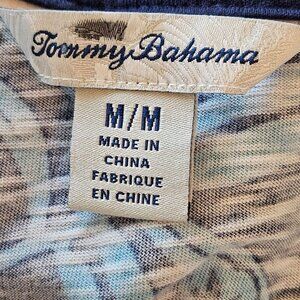 Tommy Bahama
M/M
MADE IN
CHINA
FABRIQUE
EN CHINE